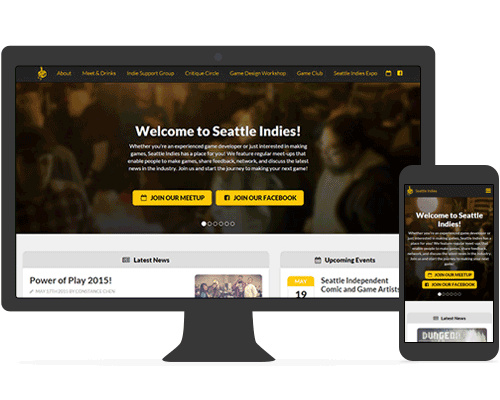 About Meet & Drinks Indie Support Group Critique Circle Game Design Workshop Game Club Seattle Indies Expo
Welcome to Seattle Indies!
Whether you're an experienced game developer or just interested in making
games, Seattle Indies has a place for you! We feature regular meet-ups that
enable people to make games, share feedback, network, and discuss the latest
news in the industry. Join us and start the journey to making your next game!
JOIN OUR MEETUP JOIN OUR FACEBOOK
Latest News
Upcoming Events
Power of Play 2015!
MAY 17TH 2015 BY CONSTANCE CHEN
MAY
19
Seattle Independent
Comic and Game Artists
Seattle Indies
Welcome to Seattle
Indies!
Whether you're an experienced game developer or
just interested in making games, Seattle Indies has a
place for you! We feature regular meet-ups that
enable people to make games, share feedback,
network, and discuss the latest news in the industry.
Join us and start the journey to making your next
game!
JOIN OUR MEETUP
JOIN OUR FACEBOOK
Latest News